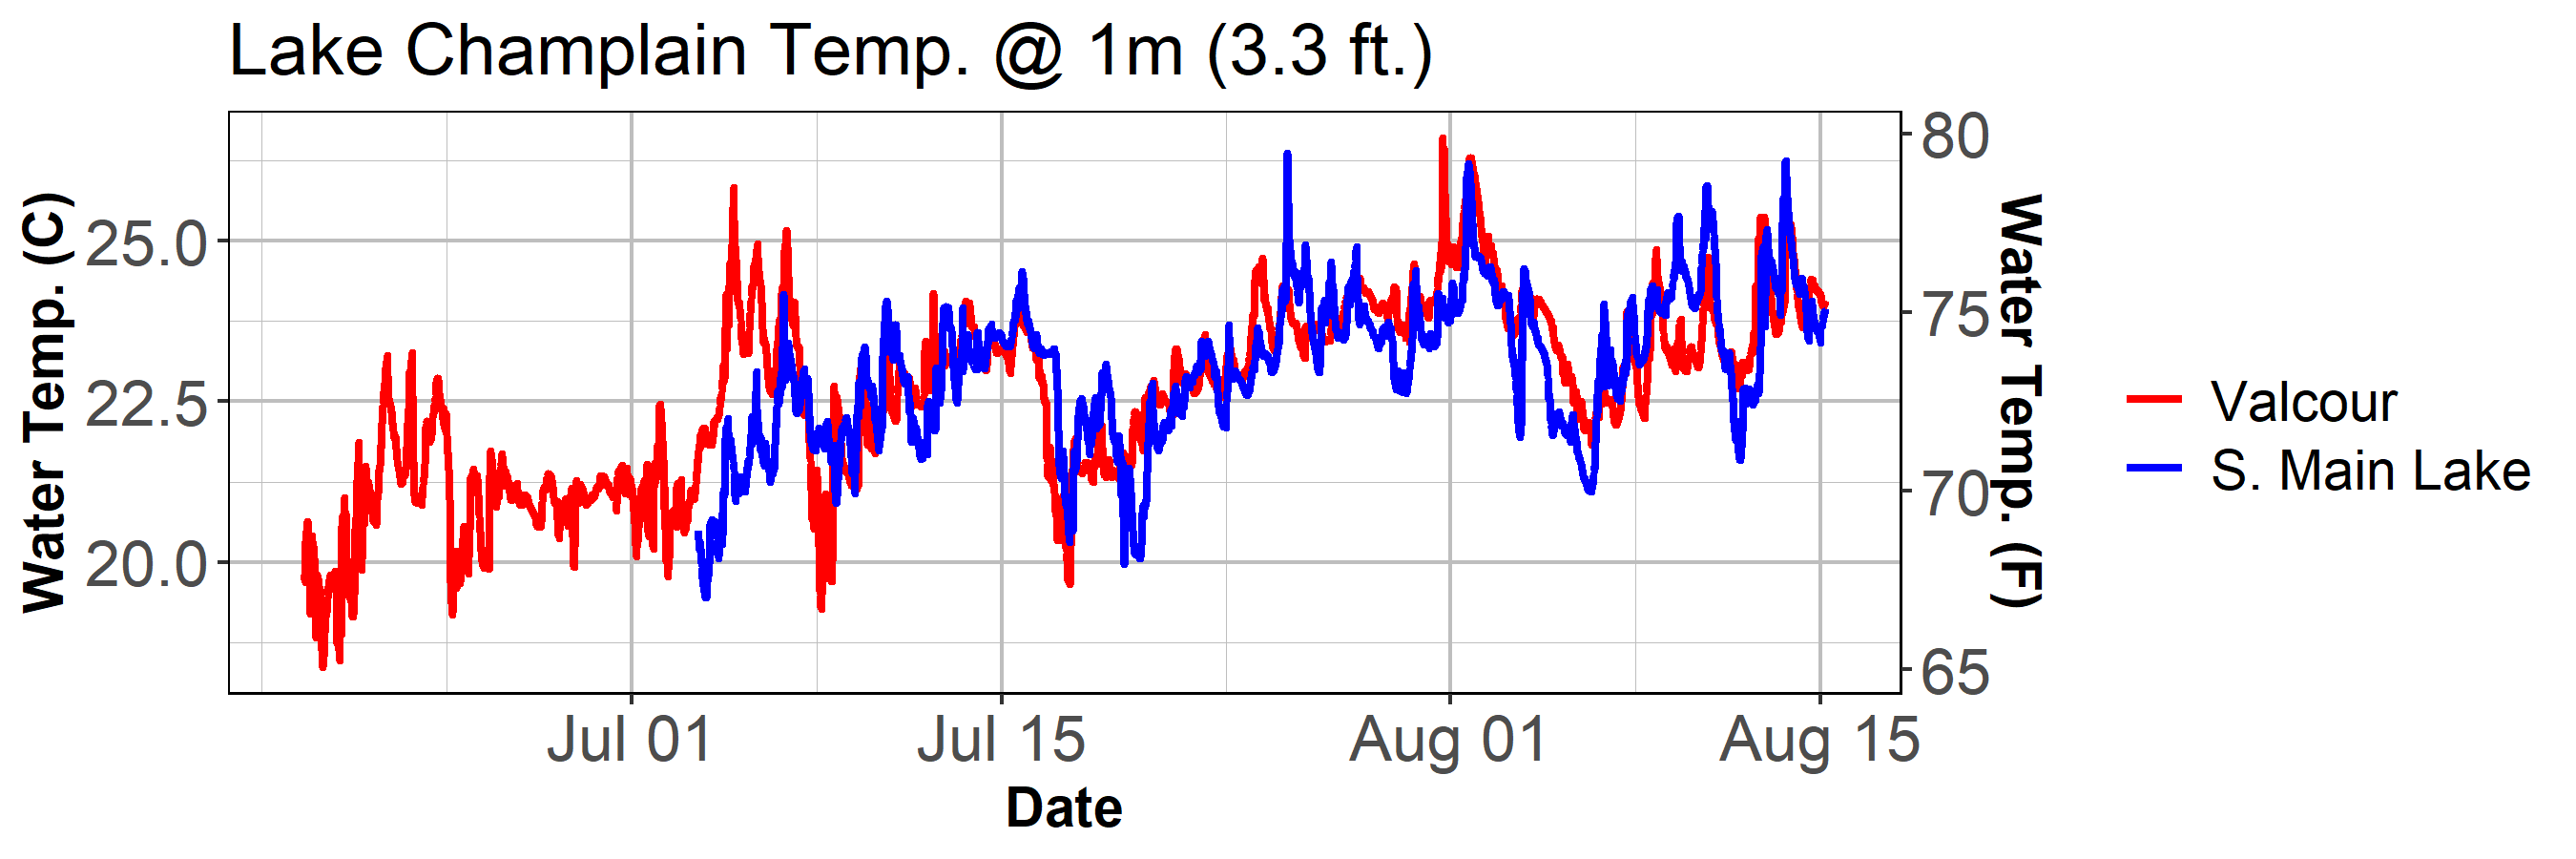 Lake Champlain Temp. @ 1m (3.3 ft.)
Water Temp. (C)
25.0
22.5
20.0
80
75
70
65
Water Temp. (F)
Jul 01
Jul 15
Aug 01
Aug 15
Date
Valcour
S. Main Lake